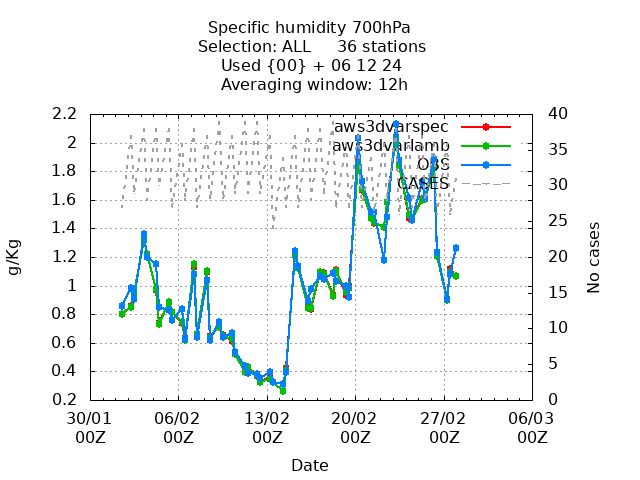 Specific humidity 700hPa
Selection: ALL 36 stations
Used {00} + 06 12 24
Averaging window: 12h
g/Kg
No cases
2.2
2
1.8
1.6
1.4
1.2
1
0.8
0.6
0.4
0.2
40
35
30
25
20
15
10
5
0
aws3dvarspec
aws3dvarlamb
OBS
CASES
30/01 06/02 13/02 20/02 27/02 06/03
00Z 00Z 00Z 00Z 00Z 00Z
Date